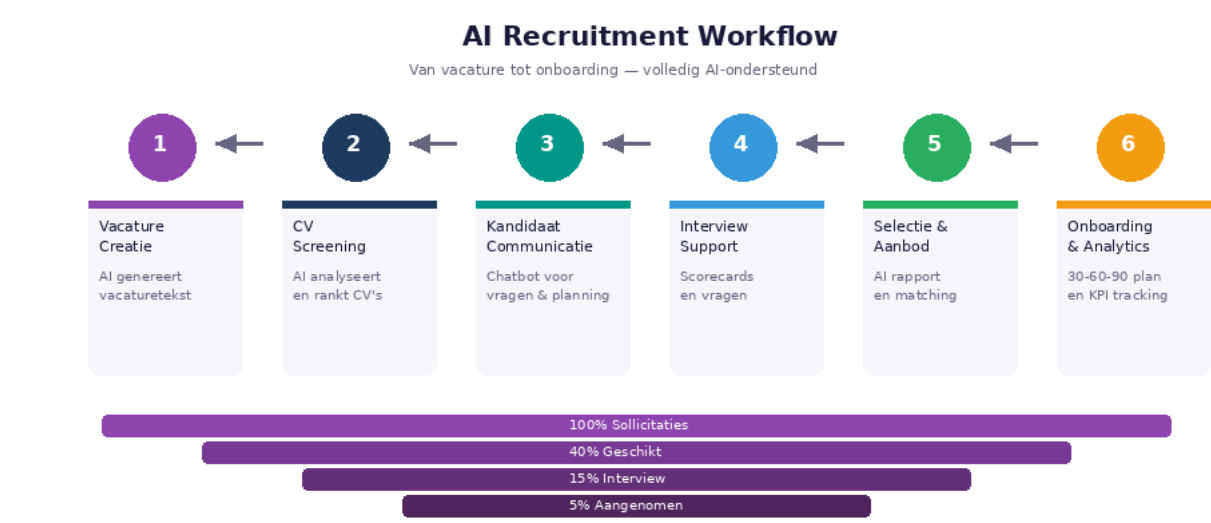 AI Recruitment Workflow
Van vacature tot onboarding — volledig AI-ondersteund
1
2
3
4
5
6
Vacature
Creatie
AI genereert
vacaturetekst
CV
Screening
AI analyseert
en rankt CV's
Kandidaat
Communicatie
Chatbot voor
vragen & planning
Interview
Support
Scorecards
en vragen
Selectie &
Aanbod
AI rapport
en matching
Onboarding
& Analytics
30-60-90 plan
en KPI tracking
100% Sollicitaties
40% Geschikt
15% Interview
5% Aangenomen